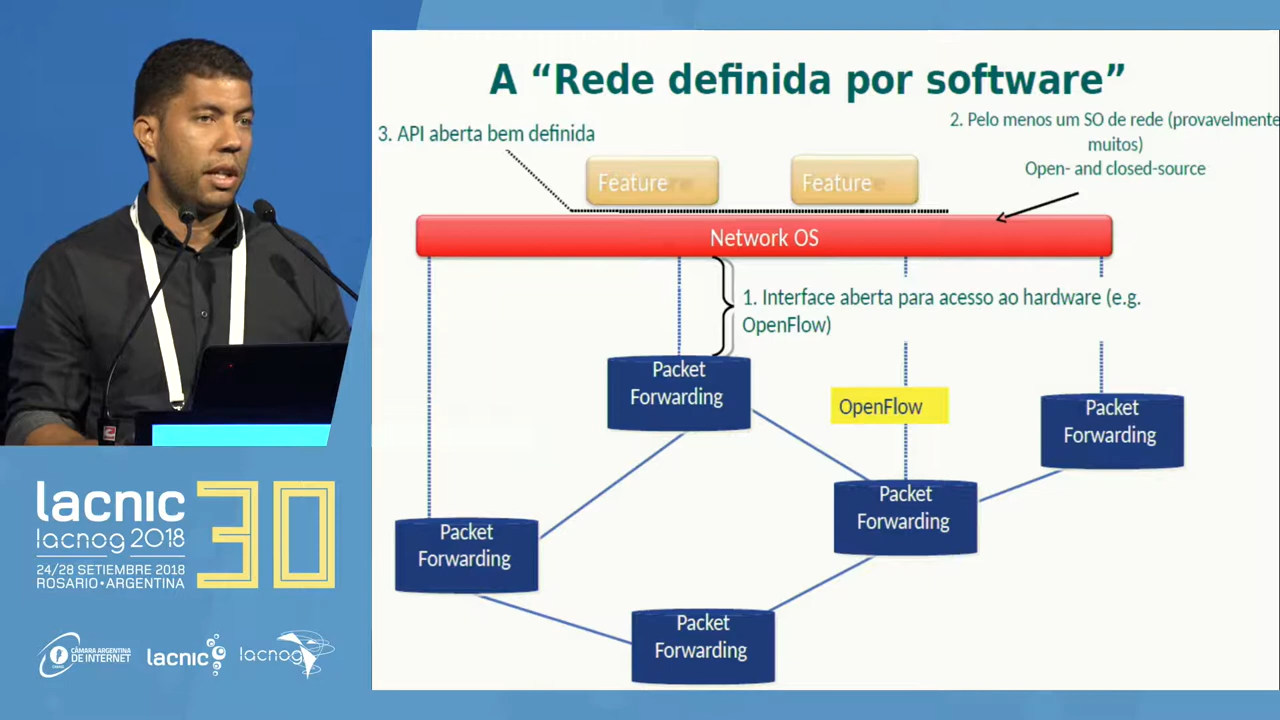 A “Rede definida por software”
3. API aberta bem definida
2. Pelo menos um SO de rede (provavelmente
muitos)
Open- and closed-source
Feature
Feature
Network OS
1. Interface aberta para acesso ao hardware (e.g.
OpenFlow)
Packet
Forwarding
OpenFlow
Packet
Forwarding
Packet
Forwarding
Packet
Forwarding
Packet
Forwarding
lacnic 30
lacnog 2018
24/28 SETIEMBRE 2018
ROSARIO•ARGENTINA
CÁMARA ARGENTINA
DE INTERNET
lacnic
lacnog